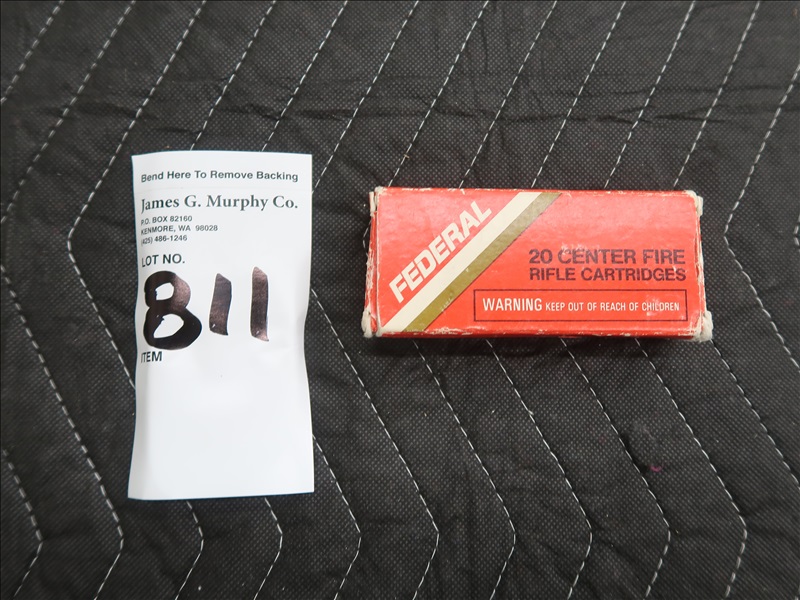 Bend Here To Remove Backing
James G. Murphy Co.
P.O. BOX 82160
KENMORE, WA 98028
(425) 486-1246
LOT NO.
811
ITEM
FEDERAL
20 CENTER FIRE
RIFLE CARTRIDGES
WARNING KEEP OUT OF REACH OF CHILDREN